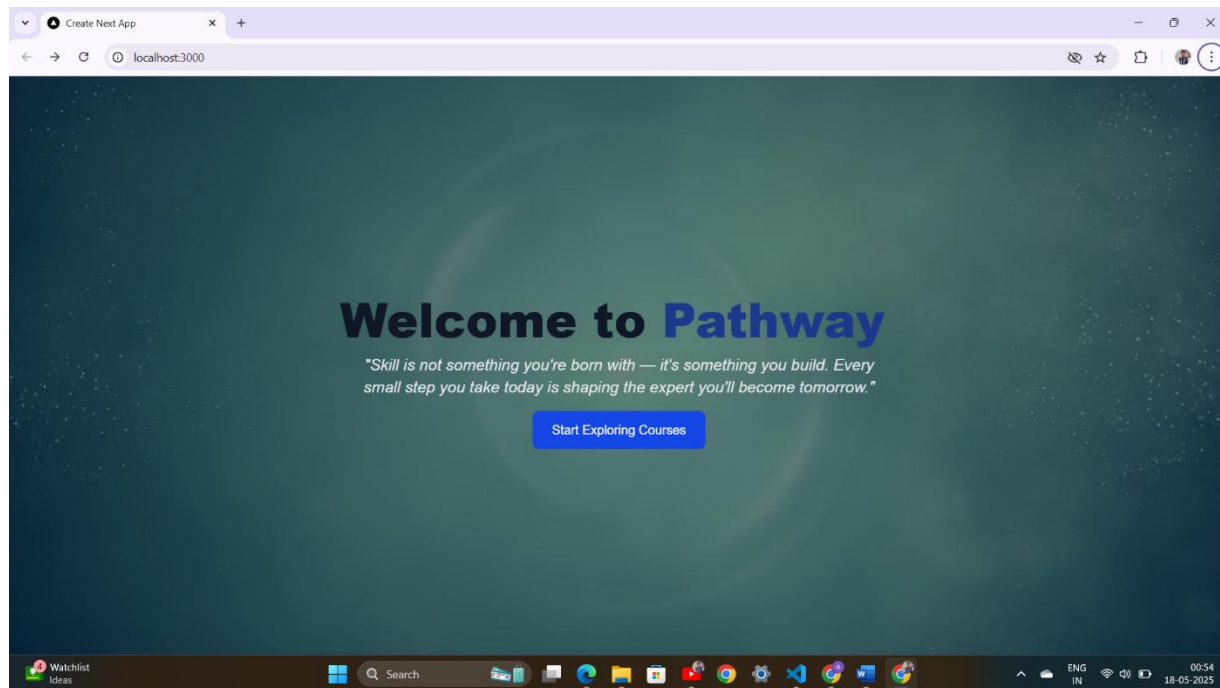 Create Next App
localhost:3000
Welcome to Pathway
"Skill is not something you're born with — it's something you build. Every
small step you take today is shaping the expert you'll become tomorrow."
Start Exploring Courses
4
Watchlist
Ideas
Search
ENG
IN
00:54
18-05-2025